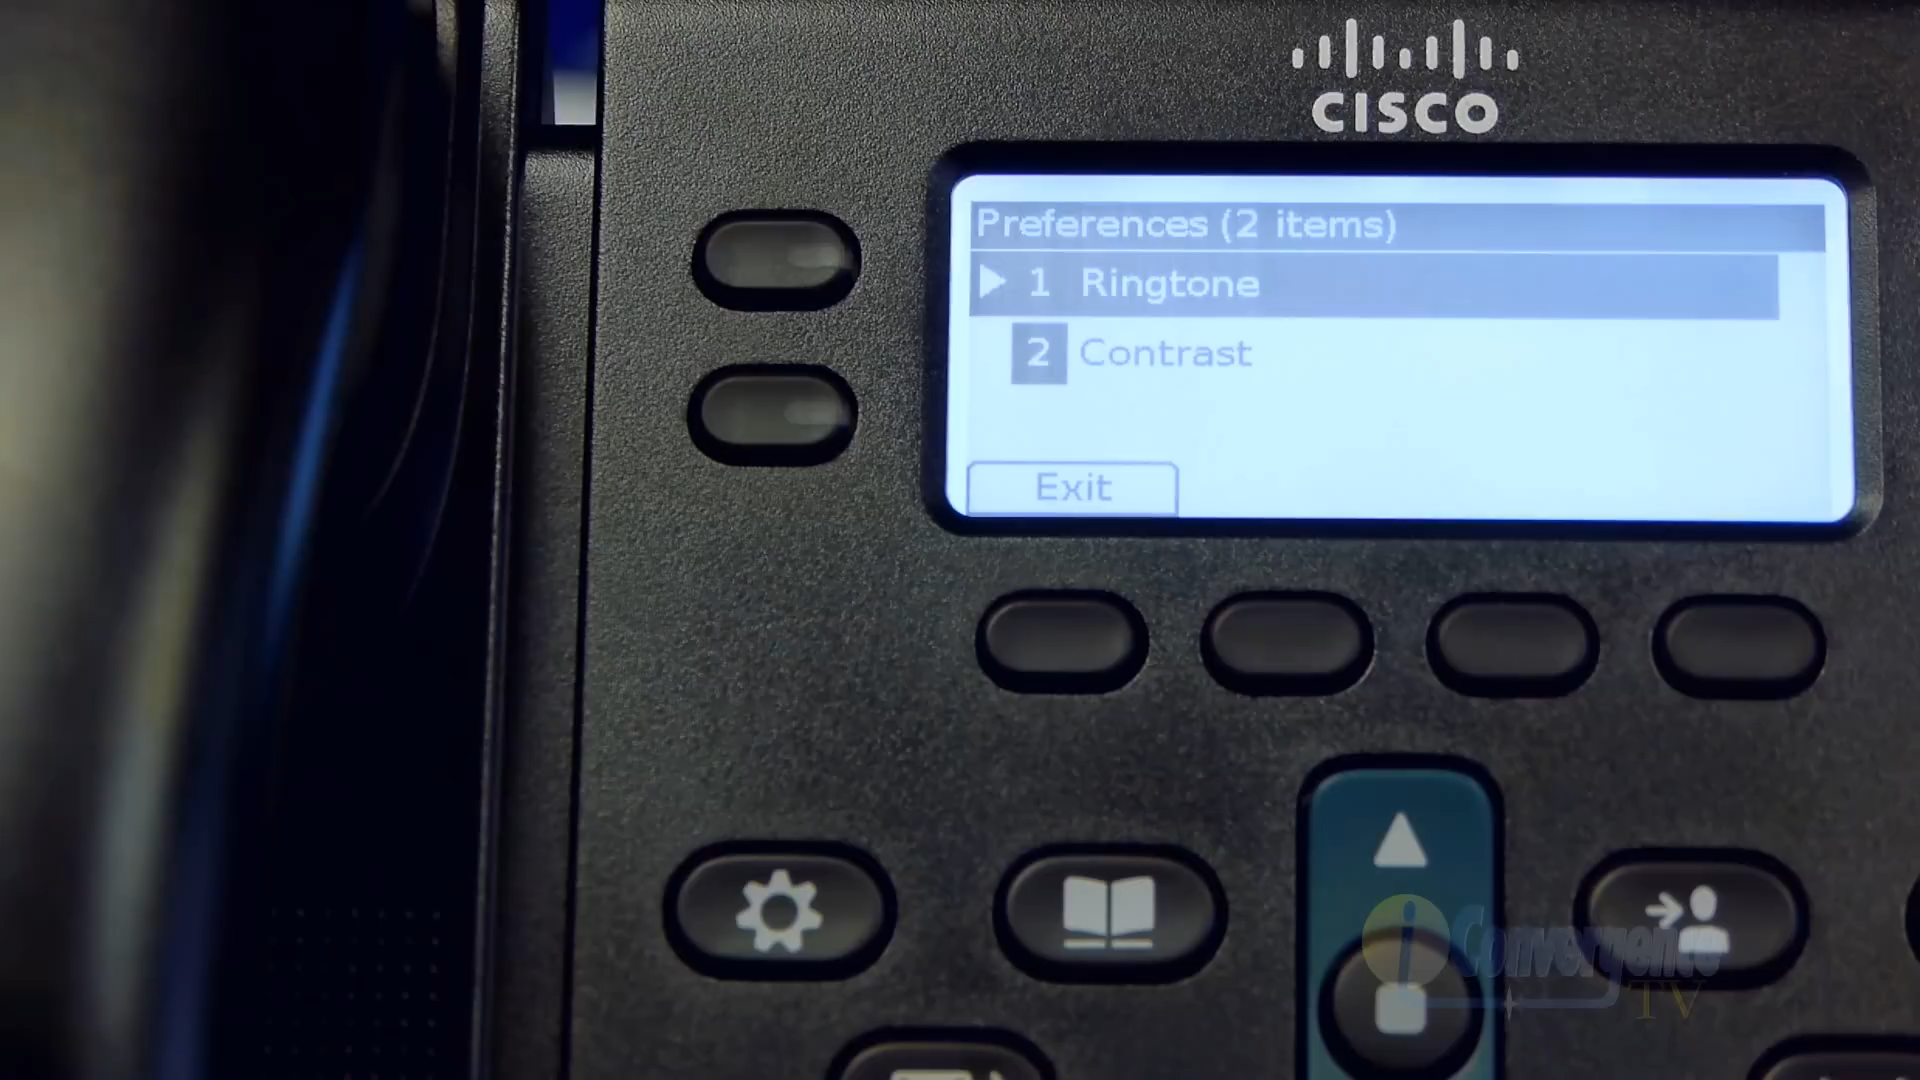 CISCO
Preferences (2 items)
1 Ringtone
2 Contrast
Exit
i Convergence
TV